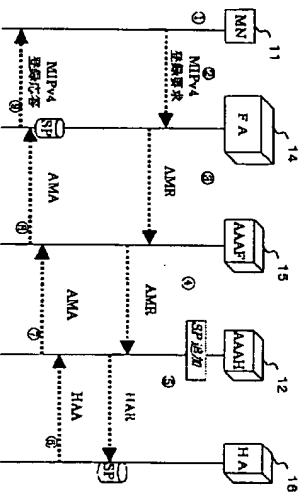 ①
MN
11
MIPv4
登録要求
②
MIPv4
登録応答
⑨
FA
14
SP
③
AMR
AMA
⑧
AAAF
15
④
AMR
AMA
⑦
SP追加
AAAH
12
⑤
HAR
HAA
⑥
SP
HA